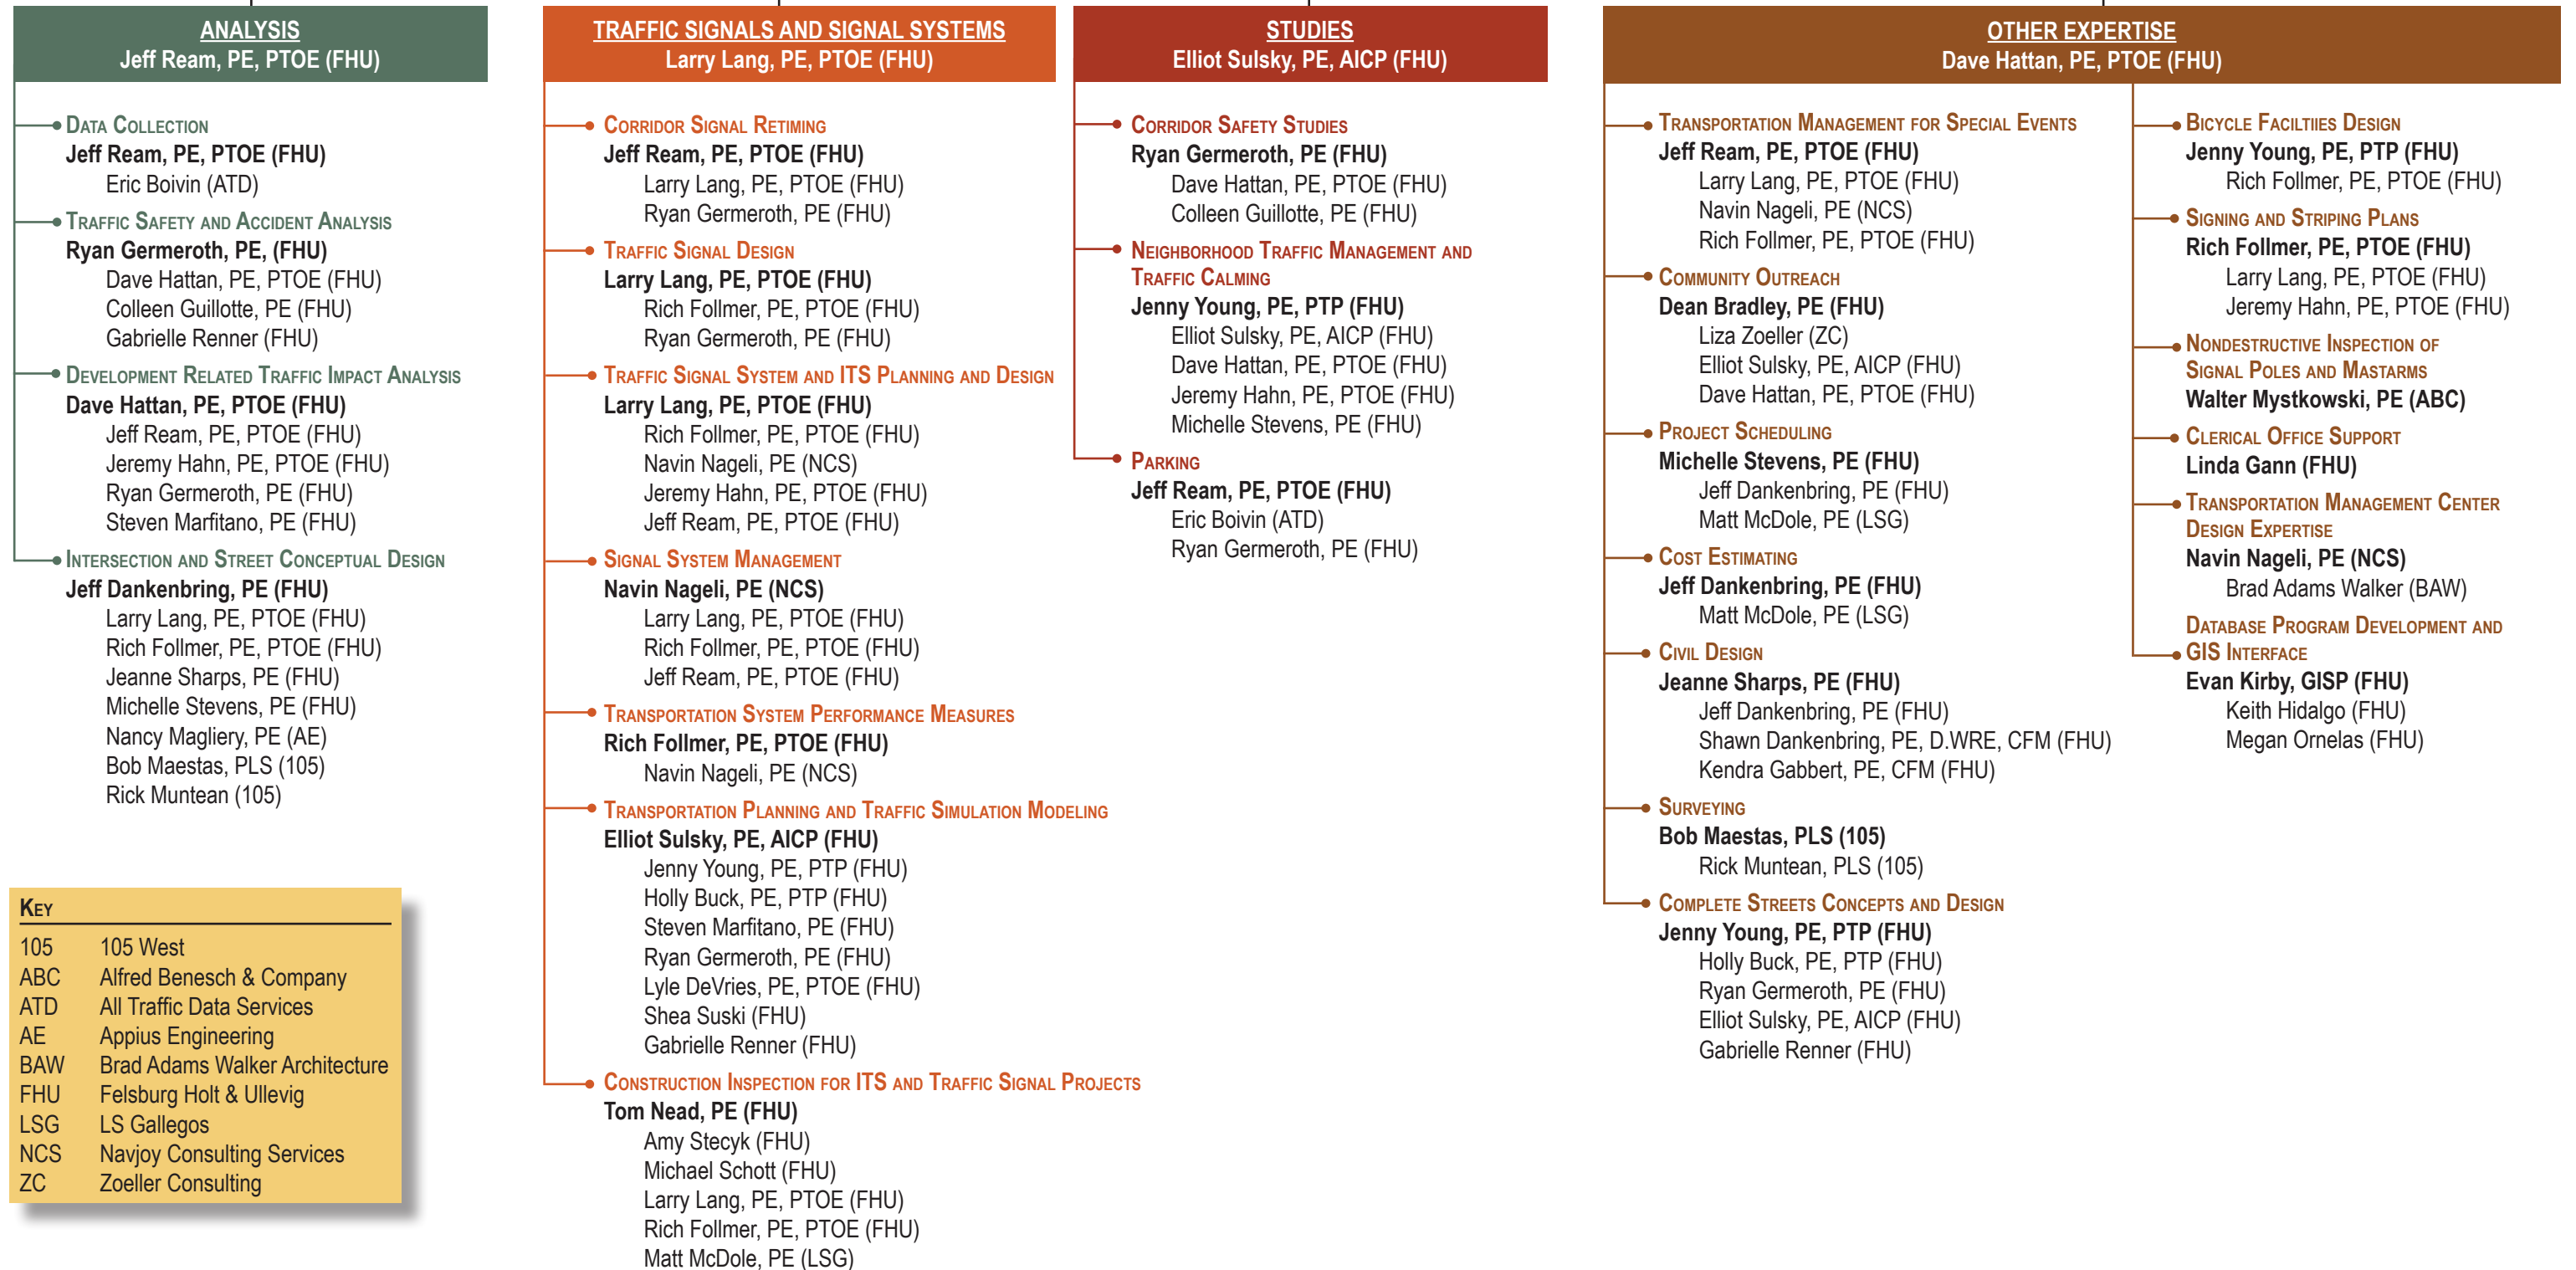 ANALYSIS
Jeff Ream, PE, PTOE (FHU)
DATA COLLECTION
Jeff Ream, PE, PTOE (FHU)
Eric Boivin (ATD)
TRAFFIC SAFETY AND ACCIDENT ANALYSIS
Ryan Germeroth, PE, (FHU)
Dave Hattan, PE, PTOE (FHU)
Colleen Guillotte, PE (FHU)
Gabrielle Renner (FHU)
DEVELOPMENT RELATED TRAFFIC IMPACT ANALYSIS
Dave Hattan, PE, PTOE (FHU)
Jeff Ream, PE, PTOE (FHU)
Jeremy Hahn, PE, PTOE (FHU)
Ryan Germeroth, PE (FHU)
Steven Marfitano, PE (FHU)
INTERSECTION AND STREET CONCEPTUAL DESIGN
Jeff Dankenbring, PE (FHU)
Larry Lang, PE, PTOE (FHU)
Rich Follmer, PE, PTOE (FHU)
Jeanne Sharps, PE (FHU)
Michelle Stevens, PE (FHU)
Nancy Magliery, PE (AE)
Bob Maestas, PLS (105)
Rick Muntean (105)
KEY
105 105 West
ABC Alfred Benesch & Company
ATD All Traffic Data Services
AE Appius Engineering
BAW Brad Adams Walker Architecture
FHU Felsburg Holt & Ullevig
LSG LS Gallegos
NCS Navjoy Consulting Services
ZC Zoeller Consulting
TRAFFIC SIGNALS AND SIGNAL SYSTEMS
Larry Lang, PE, PTOE (FHU)
CORRIDOR SIGNAL RETIMING
Jeff Ream, PE, PTOE (FHU)
Larry Lang, PE, PTOE (FHU)
Ryan Germeroth, PE (FHU)
TRAFFIC SIGNAL DESIGN
Larry Lang, PE, PTOE (FHU)
Rich Follmer, PE, PTOE (FHU)
Ryan Germeroth, PE (FHU)
TRAFFIC SIGNAL SYSTEM AND ITS PLANNING AND DESIGN
Larry Lang, PE, PTOE (FHU)
Rich Follmer, PE, PTOE (FHU)
Navin Nageli, PE (NCS)
Jeremy Hahn, PE, PTOE (FHU)
Jeff Ream, PE, PTOE (FHU)
SIGNAL SYSTEM MANAGEMENT
Navin Nageli, PE (NCS)
Larry Lang, PE, PTOE (FHU)
Rich Follmer, PE, PTOE (FHU)
Jeff Ream, PE, PTOE (FHU)
TRANSPORTATION SYSTEM PERFORMANCE MEASURES
Rich Follmer, PE, PTOE (FHU)
Navin Nageli, PE (NCS)
TRANSPORTATION PLANNING AND TRAFFIC SIMULATION MODELING
Elliot Sulsky, PE, AICP (FHU)
Jenny Young, PE, PTP (FHU)
Holly Buck, PE, PTP (FHU)
Steven Marfitano, PE (FHU)
Ryan Germeroth, PE (FHU)
Lyle DeVries, PE, PTOE (FHU)
Shea Suski (FHU)
Gabrielle Renner (FHU)
CONSTRUCTION INSPECTION FOR ITS AND TRAFFIC SIGNAL PROJECTS
Tom Nead, PE (FHU)
Amy Stecyk (FHU)
Michael Schott (FHU)
Larry Lang, PE, PTOE (FHU)
Rich Follmer, PE, PTOE (FHU)
Matt McDole, PE (LSG)
STUDIES
Elliot Sulsky, PE, AICP (FHU)
CORRIDOR SAFETY STUDIES
Ryan Germeroth, PE (FHU)
Dave Hattan, PE, PTOE (FHU)
Colleen Guillotte, PE (FHU)
NEIGHBORHOOD TRAFFIC MANAGEMENT AND
TRAFFIC CALMING
Jenny Young, PE, PTP (FHU)
Elliot Sulsky, PE, AICP (FHU)
Dave Hattan, PE, PTOE (FHU)
Jeremy Hahn, PE, PTOE (FHU)
Michelle Stevens, PE (FHU)
PARKING
Jeff Ream, PE, PTOE (FHU)
Eric Boivin (ATD)
Ryan Germeroth, PE (FHU)
OTHER EXPERTISE
Dave Hattan, PE, PTOE (FHU)
TRANSPORTATION MANAGEMENT FOR SPECIAL EVENTS
Jeff Ream, PE, PTOE (FHU)
Larry Lang, PE, PTOE (FHU)
Navin Nageli, PE (NCS)
Rich Follmer, PE, PTOE (FHU)
COMMUNITY OUTREACH
Dean Bradley, PE (FHU)
Liza Zoeller (ZC)
Elliot Sulsky, PE, AICP (FHU)
Dave Hattan, PE, PTOE (FHU)
PROJECT SCHEDULING
Michelle Stevens, PE (FHU)
Jeff Dankenbring, PE (FHU)
Matt McDole, PE (LSG)
COST ESTIMATING
Jeff Dankenbring, PE (FHU)
Matt McDole, PE (LSG)
CIVIL DESIGN
Jeanne Sharps, PE (FHU)
Jeff Dankenbring, PE (FHU)
Shawn Dankenbring, PE, D.WRE, CFM (FHU)
Kendra Gabbert, PE, CFM (FHU)
SURVEYING
Bob Maestas, PLS (105)
Rick Muntean, PLS (105)
COMPLETE STREETS CONCEPTS AND DESIGN
Jenny Young, PE, PTP (FHU)
Holly Buck, PE, PTP (FHU)
Ryan Germeroth, PE (FHU)
Elliot Sulsky, PE, AICP (FHU)
Gabrielle Renner (FHU)
BICYCLE FACILTIIES DESIGN
Jenny Young, PE, PTP (FHU)
Rich Follmer, PE, PTOE (FHU)
SIGNING AND STRIPING PLANS
Rich Follmer, PE, PTOE (FHU)
Larry Lang, PE, PTOE (FHU)
Jeremy Hahn, PE, PTOE (FHU)
NONDESTRUCTIVE INSPECTION OF
SIGNAL POLES AND MASTARMS
Walter Mystkowski, PE (ABC)
CLERICAL OFFICE SUPPORT
Linda Gann (FHU)
TRANSPORTATION MANAGEMENT CENTER
DESIGN EXPERTISE
Navin Nageli, PE (NCS)
Brad Adams Walker (BAW)
DATABASE PROGRAM DEVELOPMENT AND
GIS INTERFACE
Evan Kirby, GISP (FHU)
Keith Hidalgo (FHU)
Megan Ornelas (FHU)